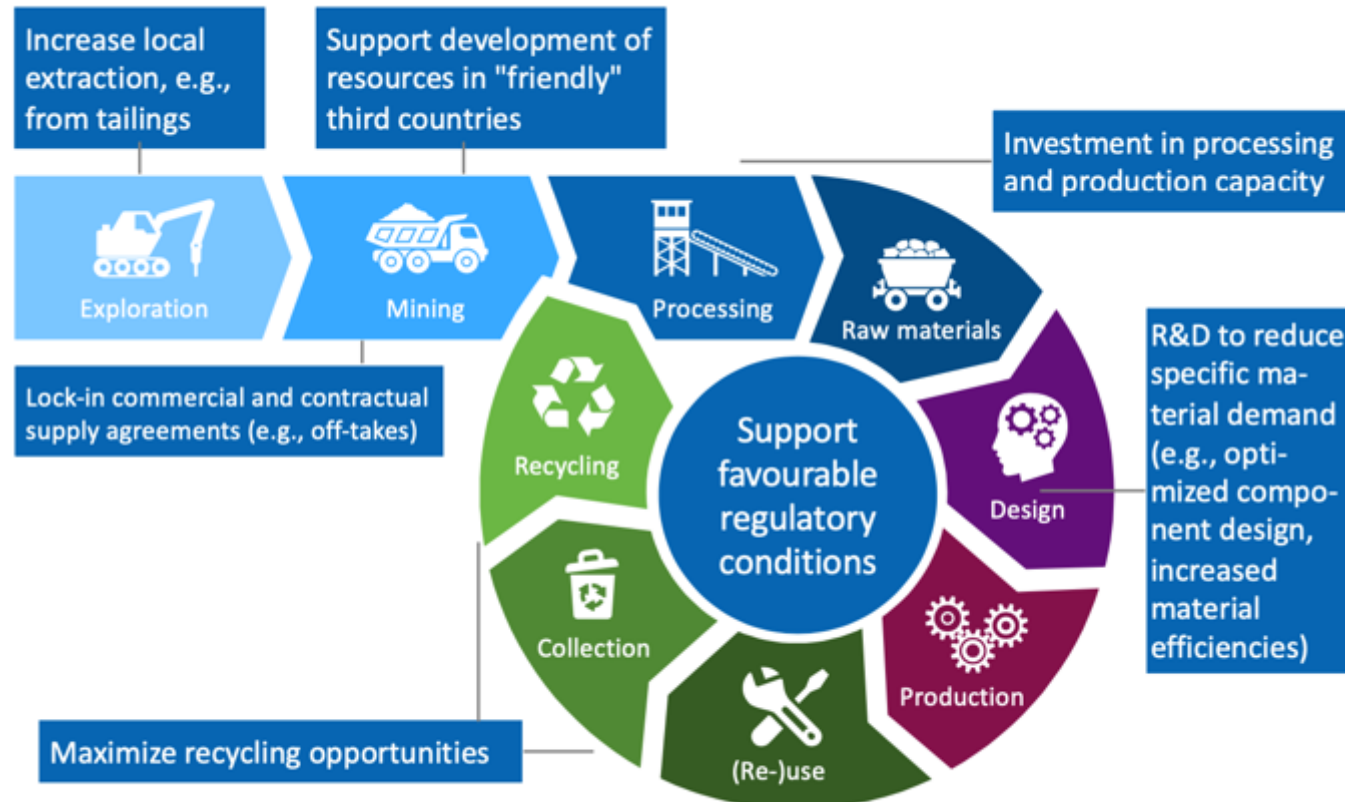 Increase local
extraction, e.g.,
from tailings
Support development of
resources in "friendly"
third countries
Investment in processing
and production capacity
Exploration
Mining
Processing
Raw materials
Lock-in commercial and contractual
supply agreements (e.g., off-takes)
R&D to reduce
specific ma-
terial demand
(e.g., opti-
mized compo-
nent design,
increased
material
efficiencies)
Recycling
Support
favourable
regulatory
conditions
Design
Collection
Production
(Re-)use
Maximize recycling opportunities